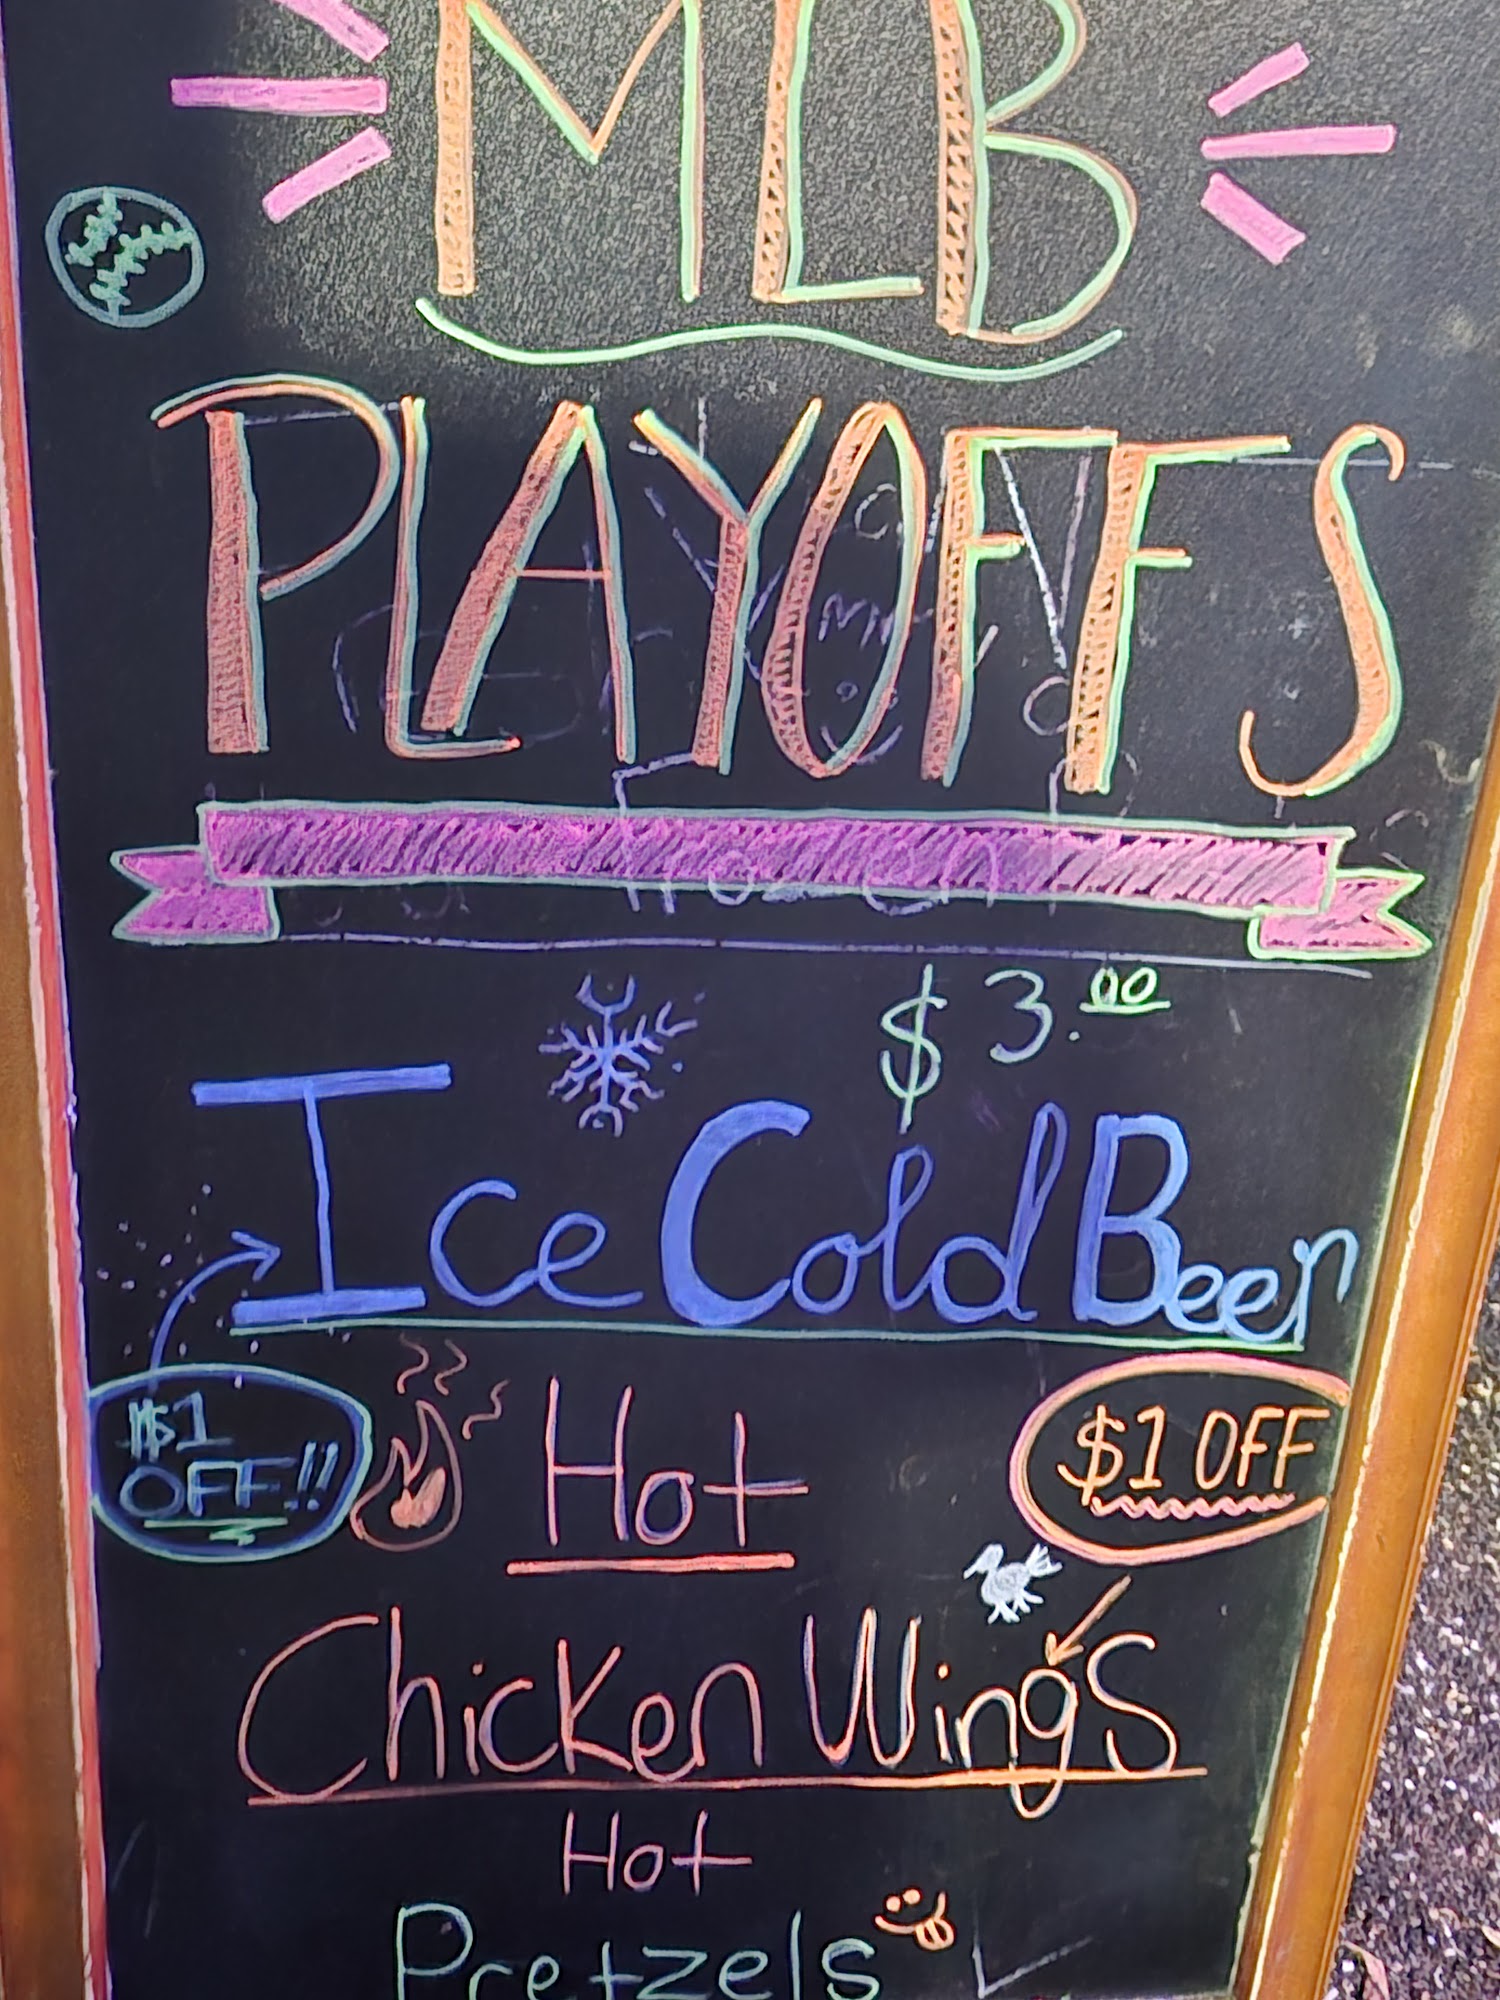 MLB
PLAYOFFS
$3.00
Ice Cold Beer
$1
OFF!!
Hot
$1 OFF
Chicken Wings
Hot
Pretzels